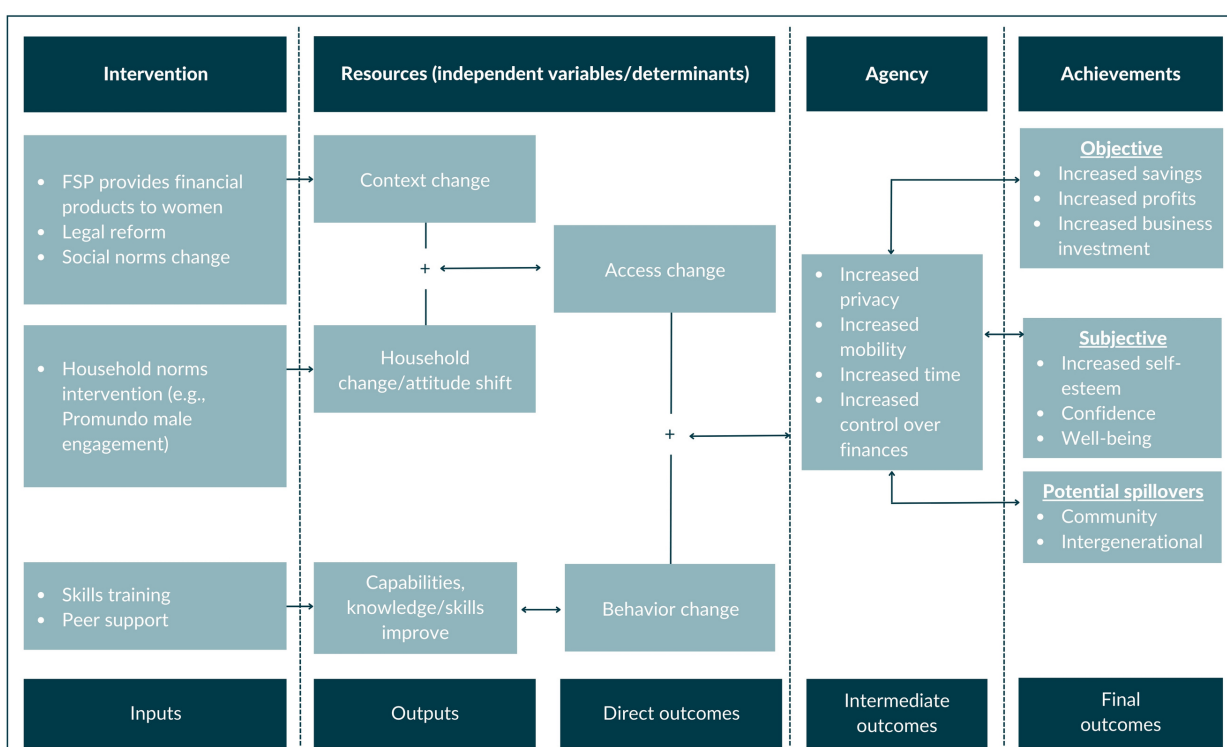 Intervention
Resources (independent variables/determinants)
Agency
Achievements
• FSP provides financial
products to women
• Legal reform
• Social norms change
Context change
+
Access change
• Household norms
intervention (e.g.,
Promundo male
engagement)
Household
change/attitude shift
+
• Skills training
• Peer support
Capabilities,
knowledge/skills
improve
Behavior change
• Increased
privacy
• Increased
mobility
• Increased time
• Increased
control over
finances
Objective
• Increased savings
• Increased profits
• Increased business
investment
Subjective
• Increased self-
esteem
• Confidence
• Well-being
Potential spillovers
• Community
• Intergenerational
Inputs
Outputs
Direct outcomes
Intermediate
outcomes
Final
outcomes